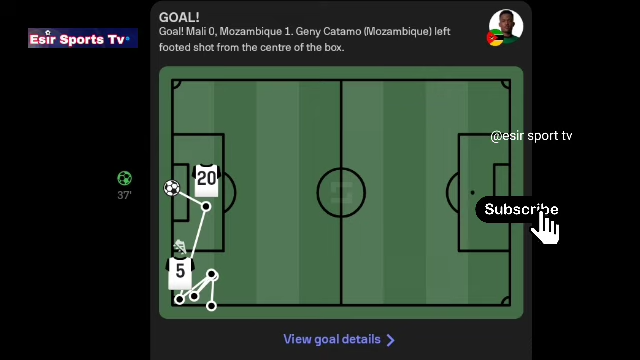 GOAL!
Esir Sports Tv
Goal! Mali 0, Mozambique 1. Geny Catamo (Mozambique) left
footed shot from the centre of the box.
@esir sport tv
20
37'
Subscribe
5
View goal details